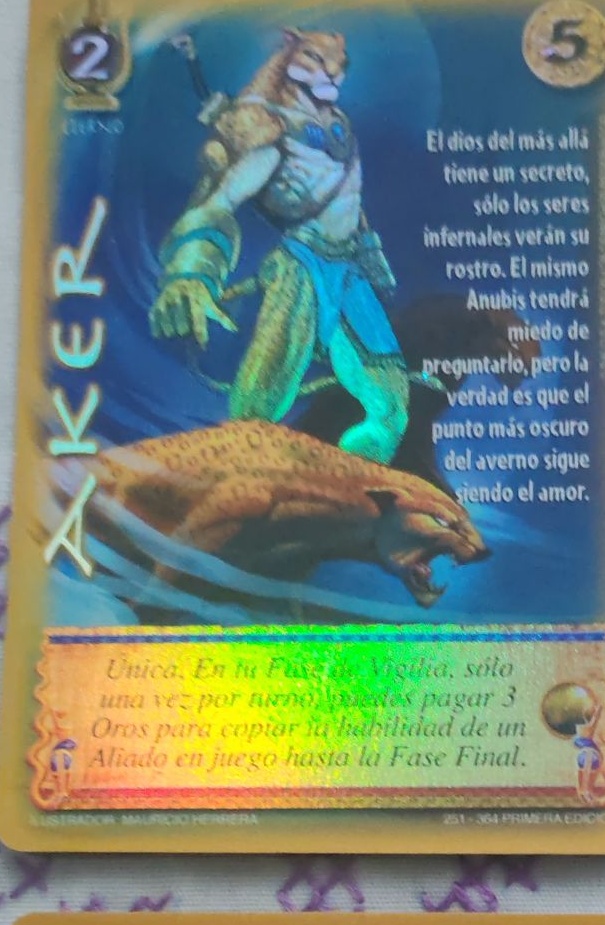 2
5
ETERNO
AKER
El dios del más allá
tiene un secreto,
sólo los seres
infernales verán su
rostro. El mismo
Anubis tendrá
miedo de
preguntarlo, pero la
verdad es que el
punto más oscuro
del averno sigue
siendo el amor.
Única. En tu Fase de Vigilia, sólo
una vez por turno, puedes pagar 3
Oros para copiar la habilidad de un
Aliado en juego hasta la Fase Final.
ILUSTRADOR: MAURICIO HERRERA
251 - 364 PRIMERA EDICIÓ